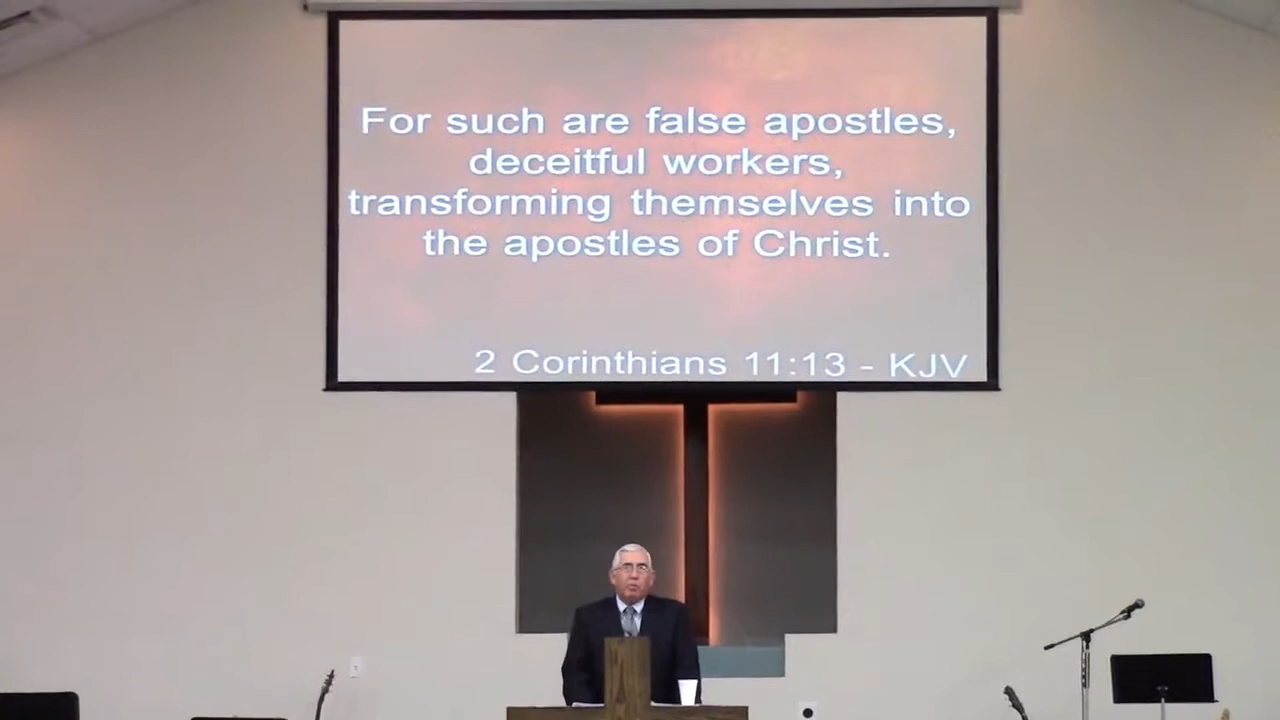 For such are false apostles,
deceitful workers,
transforming themselves into
the apostles of Christ.
2 Corinthians 11:13 - KJV